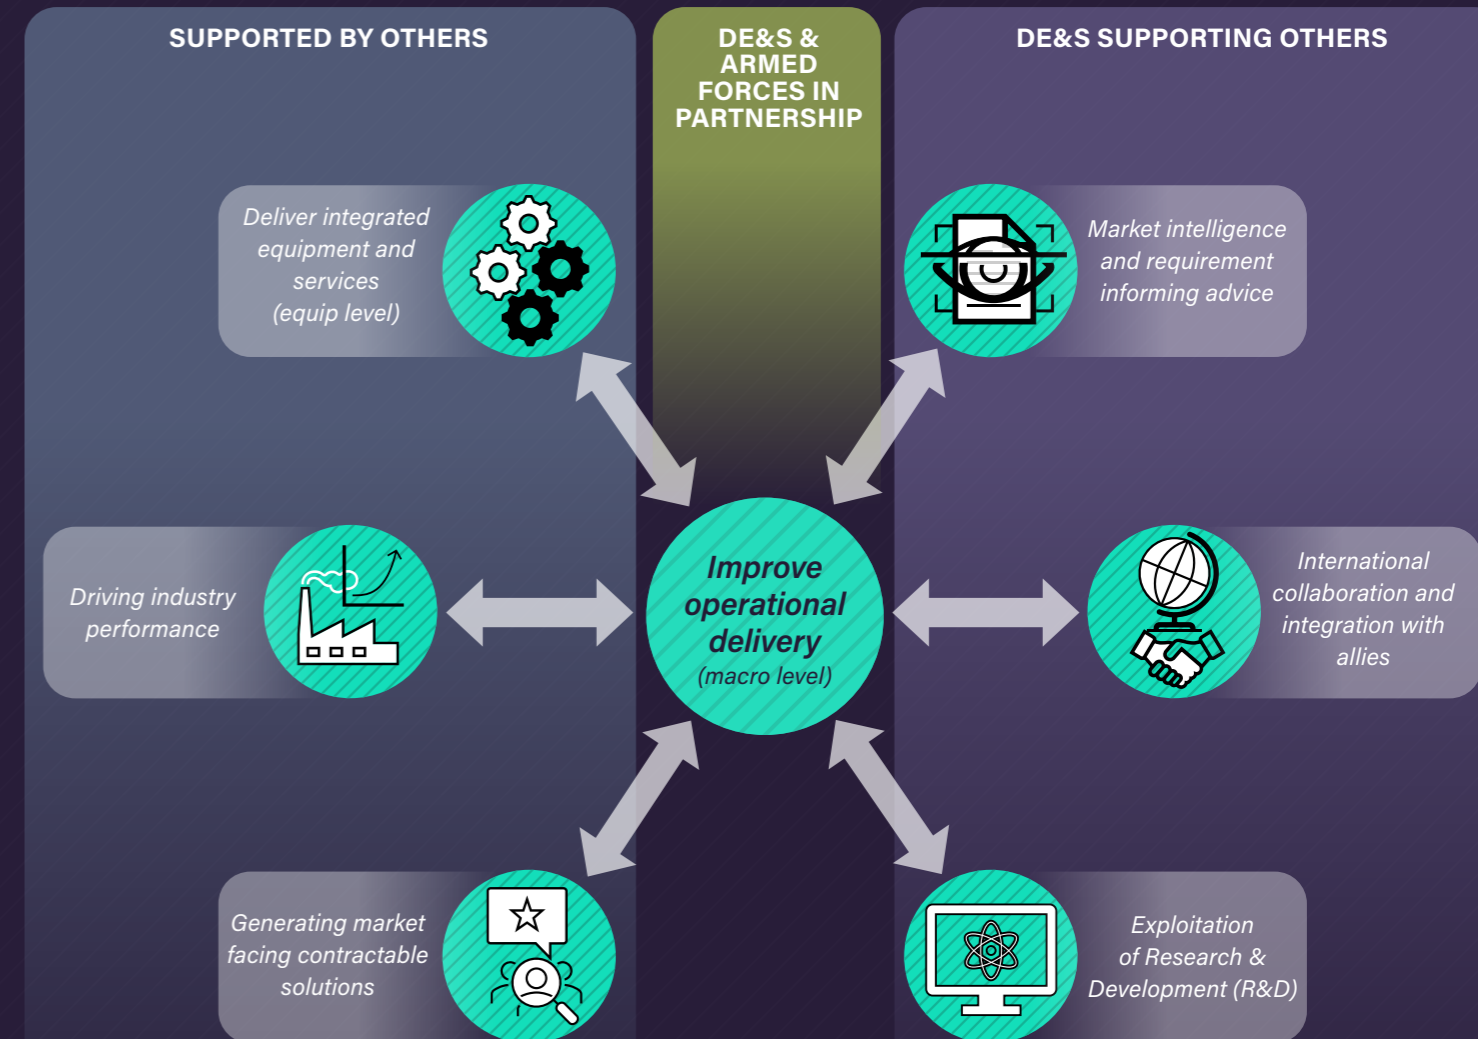 SUPPORTED BY OTHERS
DE&S &
ARMED
FORCES IN
PARTNERSHIP
DE&S SUPPORTING OTHERS
Deliver integrated
equipment and
services
(equip level)
Market intelligence
and requirement
informing advice
Driving industry
performance
Improve
operational
delivery
(macro level)
International
collaboration and
integration with
allies
Generating market
facing contractable
solutions
Exploitation
of Research &
Development (R&D)